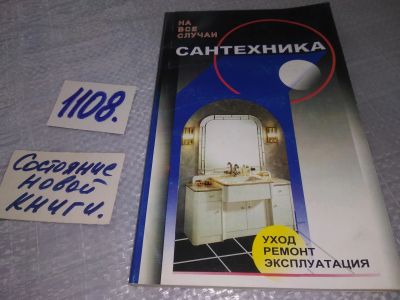 НА
ВСЕ
СЛУЧАИ
САНТЕХНИКА
1108.
Состояние
новой
книги.
УХОД
РЕМОНТ
ЭКСПЛУАТАЦИЯ